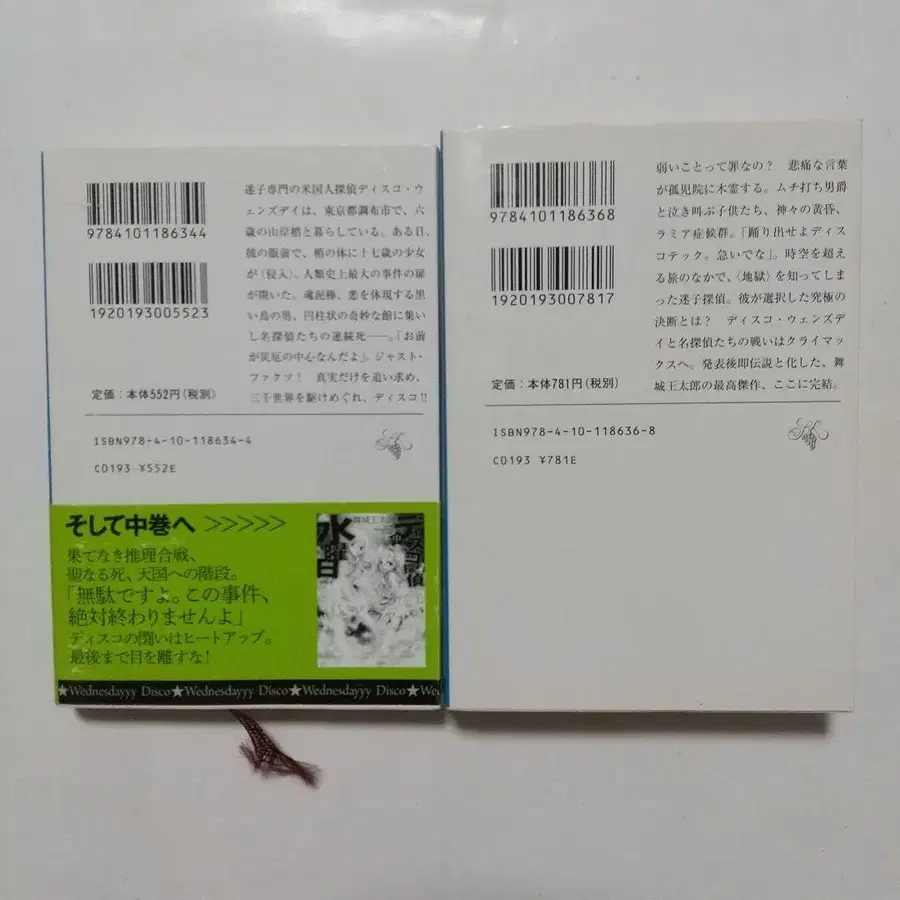 9784101186344
1920193005523
定価：本体552円(税別)
迷子専門の米国人探偵ディスコ・ウ
ェンズデイは、東京都調布市で、六
歳の山岸梢と暮らしている。ある日、
彼の眼前で、梢の体に十七歳の少女
が〈侵入〉。人類史上最大の事件の扉
が開いた。魂泥棒、悪を体現する黒
い鳥の男、円柱状の奇妙な館に集い
し名探偵たちの連続死――。「お前
が災厄の中心なんだよ」。ジャスト・
ファクツ！　真実だけを追い求め、
三千世界を駆けめぐれ、ディスコ!!
ISBN978-4-10-118634-4
C0193 ¥552E
そして中巻へ >>>>>
果てなき推理合戦、
聖なる死、天国への階段。
「無駄ですよ。この事件、
絶対終わりませんよ」
ディスコの闘いはヒートアップ。
最後まで目を離すな！
舞城王太郎
ディスコ探偵
水曜日
★Wednesdayyy Disco★Wednesdayyy Disco★Wednesdayyy Disco★We
9784101186368
1920193007817
定価：本体781円(税別)
弱いことって罪なの？　悲痛な言葉
が孤児院に木霊する。ムチ打ち男爵
と泣き叫ぶ子供たち、神々の黄昏、
ラミア症候群。「踊り出せよディス
コテック。急いでな」。時空を超え
る旅のなかで、〈地獄〉を知ってしま
った迷子探偵。彼が選択した究極の
決断とは？　ディスコ・ウェンズデ
イと名探偵たちの戦いはクライマッ
クスへ。発表後即伝説と化した、舞
城王太郎の最高傑作、ここに完結。
ISBN978-4-10-118636-8
C0193 ¥781E